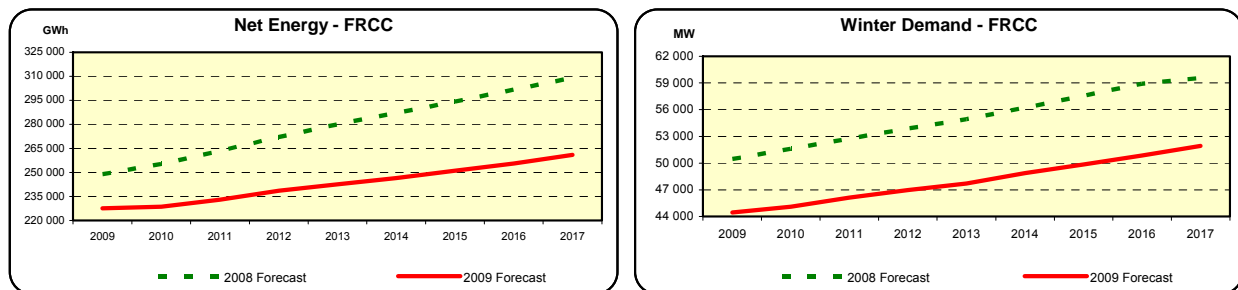 Net Energy - FRCC
GWh
325 000
310 000
295 000
280 000
265 000
250 000
235 000
220 000
2009 2010 2011 2012 2013 2014 2015 2016 2017
2008 Forecast 2009 Forecast
Winter Demand - FRCC
MW
62 000
59 000
56 000
53 000
50 000
47 000
44 000
2009 2010 2011 2012 2013 2014 2015 2016 2017
2008 Forecast 2009 Forecast